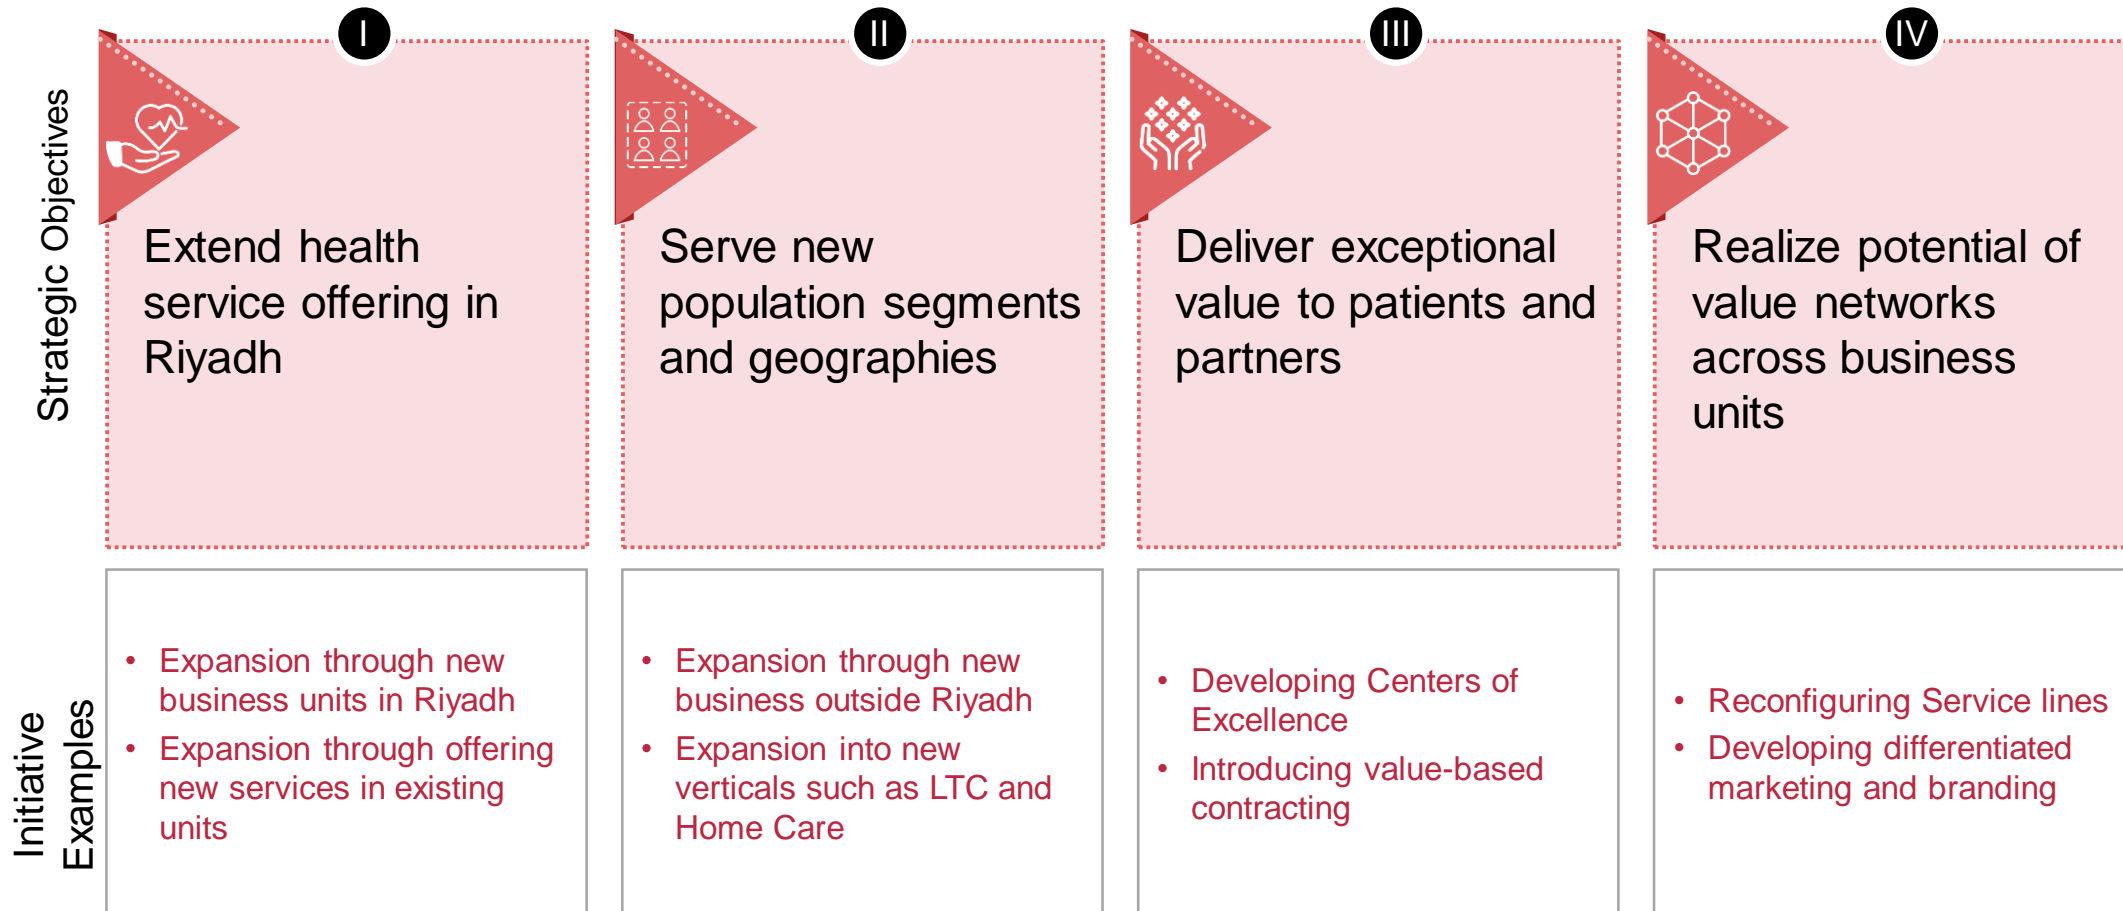 Strategic Objectives
I
Extend health
service offering in
Riyadh
II
Serve new
population segments
and geographies
III
Deliver exceptional
value to patients and
partners
IV
Realize potential of
value networks
across business
units
Initiative
Examples
• Expansion through new
business units in Riyadh
• Expansion through offering
new services in existing
units
• Expansion through new
business outside Riyadh
• Expansion into new
verticals such as LTC and
Home Care
• Developing Centers of
Excellence
• Introducing value-based
contracting
• Reconfiguring Service lines
• Developing differentiated
marketing and branding